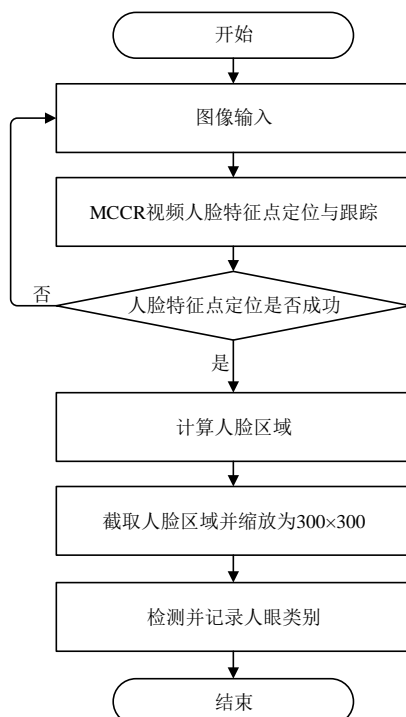 开始
图像输入
MCCR视频人脸特征点定位与跟踪
人脸特征点定位是否成功
否
是
计算人脸区域
截取人脸区域并缩放为300×300
检测并记录人眼类别
结束